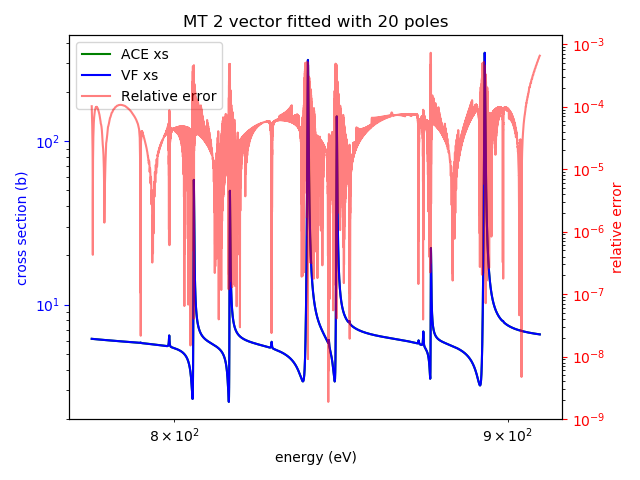 MT 2 vector fitted with 20 poles
ACE xs
VF xs
Relative error
cross section (b)
10²
10¹
10⁻³
10⁻⁴
10⁻⁵
10⁻⁶
10⁻⁷
10⁻⁸
10⁻⁹
relative error
8 × 10²
9 × 10²
energy (eV)